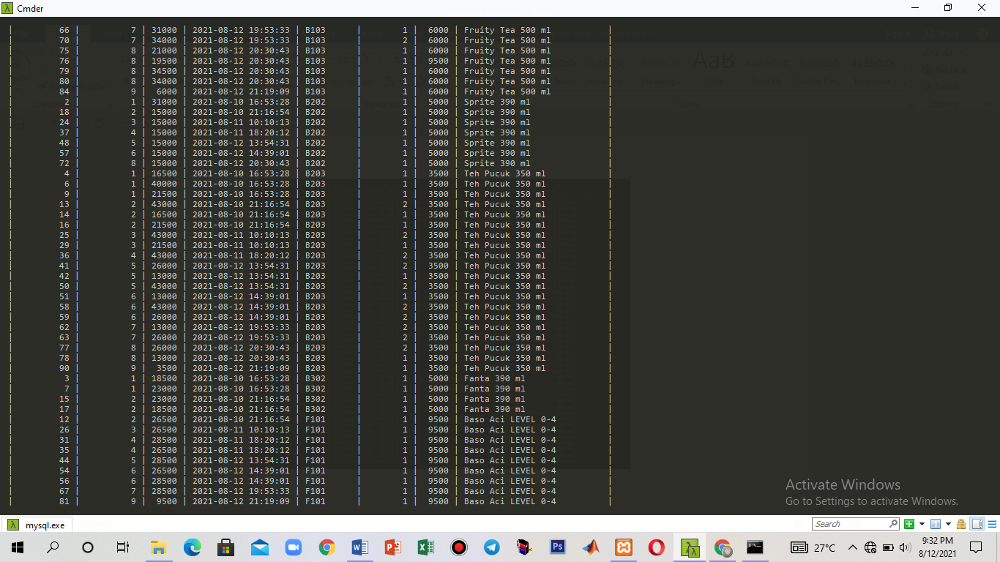 Cmder
| 66 | 7 | 31000 | 2021-08-12 19:53:33 | B103 | 1 | 6000 | Fruity Tea 500 ml |
| 70 | 7 | 34000 | 2021-08-12 19:53:33 | B103 | 2 | 6000 | Fruity Tea 500 ml |
| 75 | 8 | 21000 | 2021-08-12 20:30:43 | B103 | 1 | 6000 | Fruity Tea 500 ml |
| 76 | 8 | 19500 | 2021-08-12 20:30:43 | B103 | 1 | 9500 | Fruity Tea 500 ml |
| 79 | 8 | 34500 | 2021-08-12 20:30:43 | B103 | 1 | 6000 | Fruity Tea 500 ml |
| 80 | 8 | 34000 | 2021-08-12 20:30:43 | B103 | 2 | 6000 | Fruity Tea 500 ml |
| 84 | 9 | 6000 | 2021-08-12 21:19:09 | B103 | 1 | 6000 | Fruity Tea 500 ml |
| 2 | 1 | 31000 | 2021-08-10 16:53:28 | B202 | 1 | 5000 | Sprite 390 ml |
| 18 | 2 | 15000 | 2021-08-10 21:16:54 | B202 | 1 | 5000 | Sprite 390 ml |
| 24 | 3 | 15000 | 2021-08-11 10:10:13 | B202 | 1 | 5000 | Sprite 390 ml |
| 37 | 4 | 15000 | 2021-08-11 18:20:12 | B202 | 1 | 5000 | Sprite 390 ml |
| 48 | 5 | 15000 | 2021-08-12 13:54:31 | B202 | 1 | 5000 | Sprite 390 ml |
| 57 | 6 | 15000 | 2021-08-12 14:39:01 | B202 | 1 | 5000 | Sprite 390 ml |
| 72 | 8 | 15000 | 2021-08-12 20:30:43 | B202 | 1 | 5000 | Sprite 390 ml |
| 4 | 1 | 16500 | 2021-08-10 16:53:28 | B203 | 1 | 3500 | Teh Pucuk 350 ml |
| 6 | 1 | 40000 | 2021-08-10 16:53:28 | B203 | 1 | 3500 | Teh Pucuk 350 ml |
| 9 | 1 | 21500 | 2021-08-10 16:53:28 | B203 | 1 | 3500 | Teh Pucuk 350 ml |
| 13 | 2 | 43000 | 2021-08-10 21:16:54 | B203 | 2 | 3500 | Teh Pucuk 350 ml |
| 14 | 2 | 16500 | 2021-08-10 21:16:54 | B203 | 1 | 3500 | Teh Pucuk 350 ml |
| 16 | 2 | 21500 | 2021-08-10 21:16:54 | B203 | 1 | 3500 | Teh Pucuk 350 ml |
| 25 | 3 | 43000 | 2021-08-11 10:10:13 | B203 | 2 | 3500 | Teh Pucuk 350 ml |
| 29 | 3 | 21500 | 2021-08-11 10:10:13 | B203 | 1 | 3500 | Teh Pucuk 350 ml |
| 36 | 4 | 43000 | 2021-08-11 18:20:12 | B203 | 2 | 3500 | Teh Pucuk 350 ml |
| 41 | 5 | 26000 | 2021-08-12 13:54:31 | B203 | 2 | 3500 | Teh Pucuk 350 ml |
| 42 | 5 | 13000 | 2021-08-12 13:54:31 | B203 | 1 | 3500 | Teh Pucuk 350 ml |
| 50 | 5 | 43000 | 2021-08-12 13:54:31 | B203 | 2 | 3500 | Teh Pucuk 350 ml |
| 51 | 6 | 13000 | 2021-08-12 14:39:01 | B203 | 1 | 3500 | Teh Pucuk 350 ml |
| 58 | 6 | 43000 | 2021-08-12 14:39:01 | B203 | 2 | 3500 | Teh Pucuk 350 ml |
| 59 | 6 | 26000 | 2021-08-12 14:39:01 | B203 | 2 | 3500 | Teh Pucuk 350 ml |
| 62 | 7 | 13000 | 2021-08-12 19:53:33 | B203 | 2 | 3500 | Teh Pucuk 350 ml |
| 63 | 7 | 26000 | 2021-08-12 19:53:33 | B203 | 2 | 3500 | Teh Pucuk 350 ml |
| 77 | 8 | 26000 | 2021-08-12 20:30:43 | B203 | 2 | 3500 | Teh Pucuk 350 ml |
| 78 | 8 | 13000 | 2021-08-12 20:30:43 | B203 | 1 | 3500 | Teh Pucuk 350 ml |
| 90 | 9 | 3500 | 2021-08-12 21:19:09 | B203 | 1 | 3500 | Teh Pucuk 350 ml |
| 3 | 1 | 18500 | 2021-08-10 16:53:28 | B302 | 1 | 5000 | Fanta 390 ml |
| 7 | 1 | 23000 | 2021-08-10 16:53:28 | B302 | 1 | 5000 | Fanta 390 ml |
| 15 | 2 | 23000 | 2021-08-10 21:16:54 | B302 | 1 | 5000 | Fanta 390 ml |
| 17 | 2 | 18500 | 2021-08-10 21:16:54 | B302 | 1 | 5000 | Fanta 390 ml |
| 12 | 2 | 26500 | 2021-08-10 21:16:54 | F101 | 1 | 9500 | Baso Aci LEVEL 0-4 |
| 26 | 3 | 26500 | 2021-08-11 10:10:13 | F101 | 1 | 9500 | Baso Aci LEVEL 0-4 |
| 31 | 4 | 28500 | 2021-08-11 18:20:12 | F101 | 1 | 9500 | Baso Aci LEVEL 0-4 |
| 35 | 4 | 26500 | 2021-08-11 18:20:12 | F101 | 1 | 9500 | Baso Aci LEVEL 0-4 |
| 44 | 5 | 28500 | 2021-08-12 13:54:31 | F101 | 1 | 9500 | Baso Aci LEVEL 0-4 |
| 54 | 6 | 26500 | 2021-08-12 14:39:01 | F101 | 1 | 9500 | Baso Aci LEVEL 0-4 |
| 56 | 6 | 28500 | 2021-08-12 14:39:01 | F101 | 1 | 9500 | Baso Aci LEVEL 0-4 |
| 67 | 7 | 28500 | 2021-08-12 19:53:33 | F101 | 1 | 9500 | Baso Aci LEVEL 0-4 |
| 81 | 9 | 9500 | 2021-08-12 21:19:09 | F101 | 1 | 9500 | Baso Aci LEVEL 0-4 |
Activate Windows
Go to Settings to activate Windows.
mysql.exe
Search
27°C
9:32 PM
8/12/2021